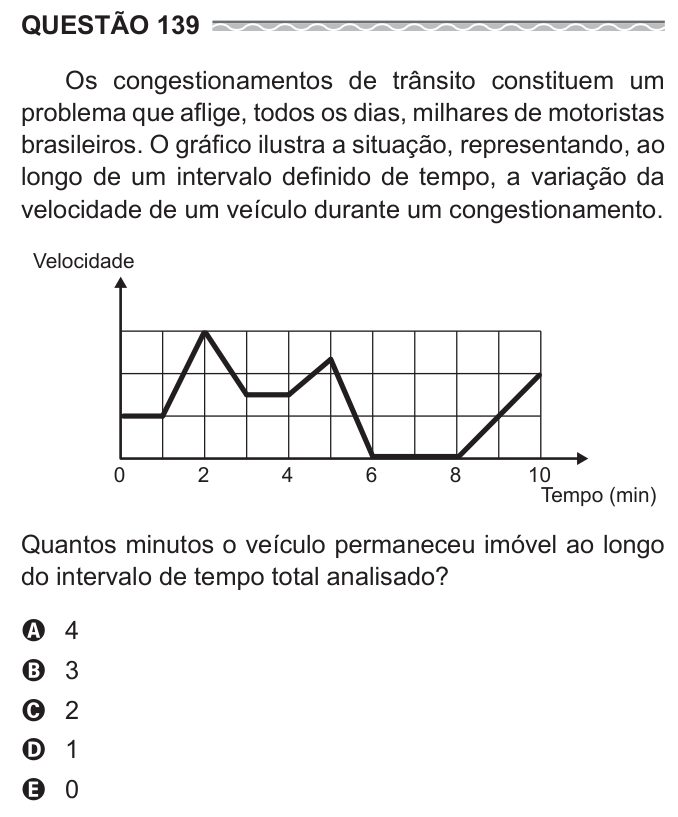 QUESTÃO 139
Os congestionamentos de trânsito constituem um
problema que aflige, todos os dias, milhares de motoristas
brasileiros. O gráfico ilustra a situação, representando, ao
longo de um intervalo definido de tempo, a variação da
velocidade de um veículo durante um congestionamento.
Velocidade
0 2 4 6 8 10
Tempo (min)
Quantos minutos o veículo permaneceu imóvel ao longo
do intervalo de tempo total analisado?
A 4
B 3
C 2
D 1
E 0